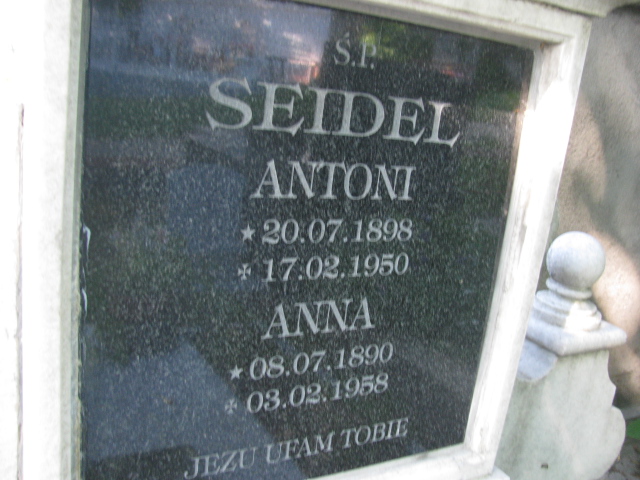 Ś.P.
SEIDEL
ANTONI
★ 20.07.1898
✠ 17.02.1950
ANNA
★ 08.07.1890
✠ 03.02.1958
JEZU UFAM TOBIE